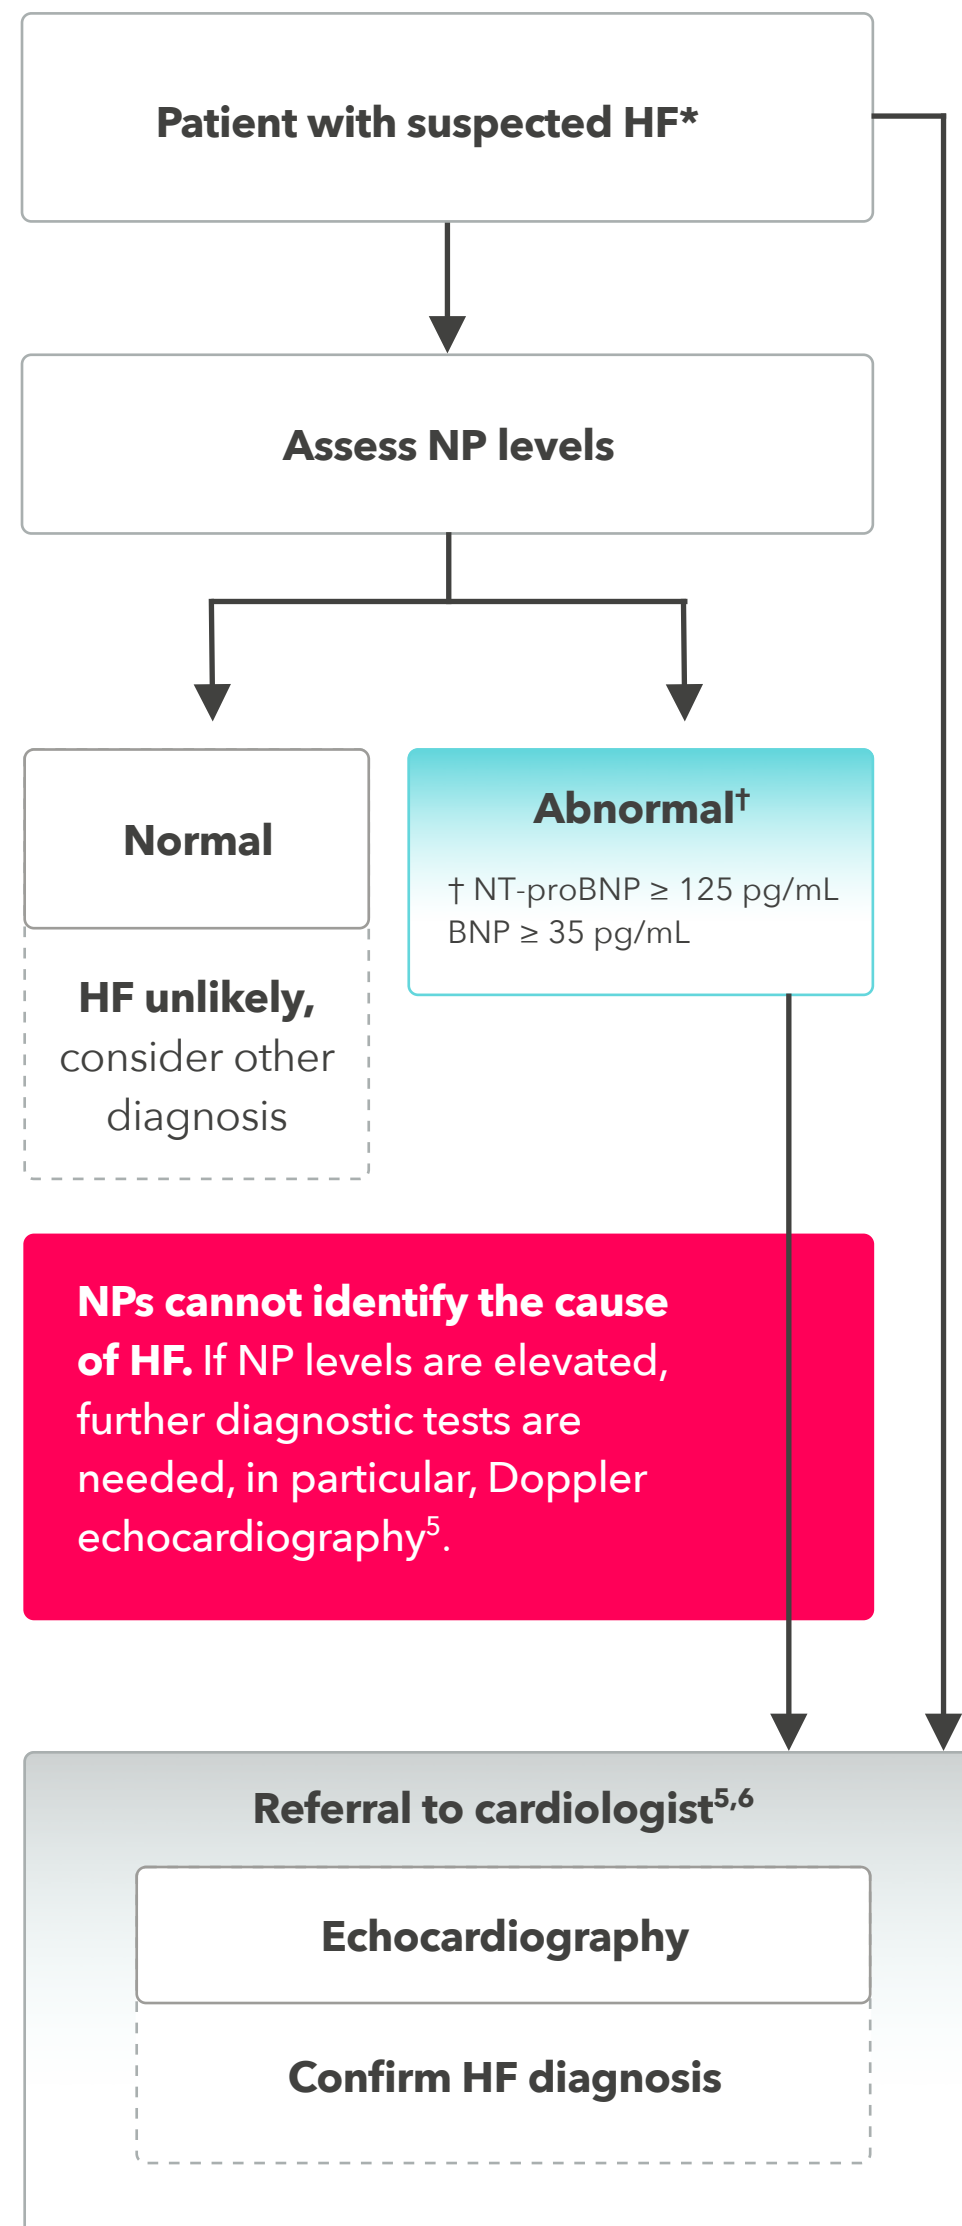 Patient with suspected HF*
Assess NP levels
Normal
HF unlikely,
consider other
diagnosis
Abnormal†
† NT-proBNP ≥ 125 pg/mL
BNP ≥ 35 pg/mL
NPs cannot identify the cause
of HF. If NP levels are elevated,
further diagnostic tests are
needed, in particular, Doppler
echocardiography⁵.
Referral to cardiologist⁵,⁶
Echocardiography
Confirm HF diagnosis